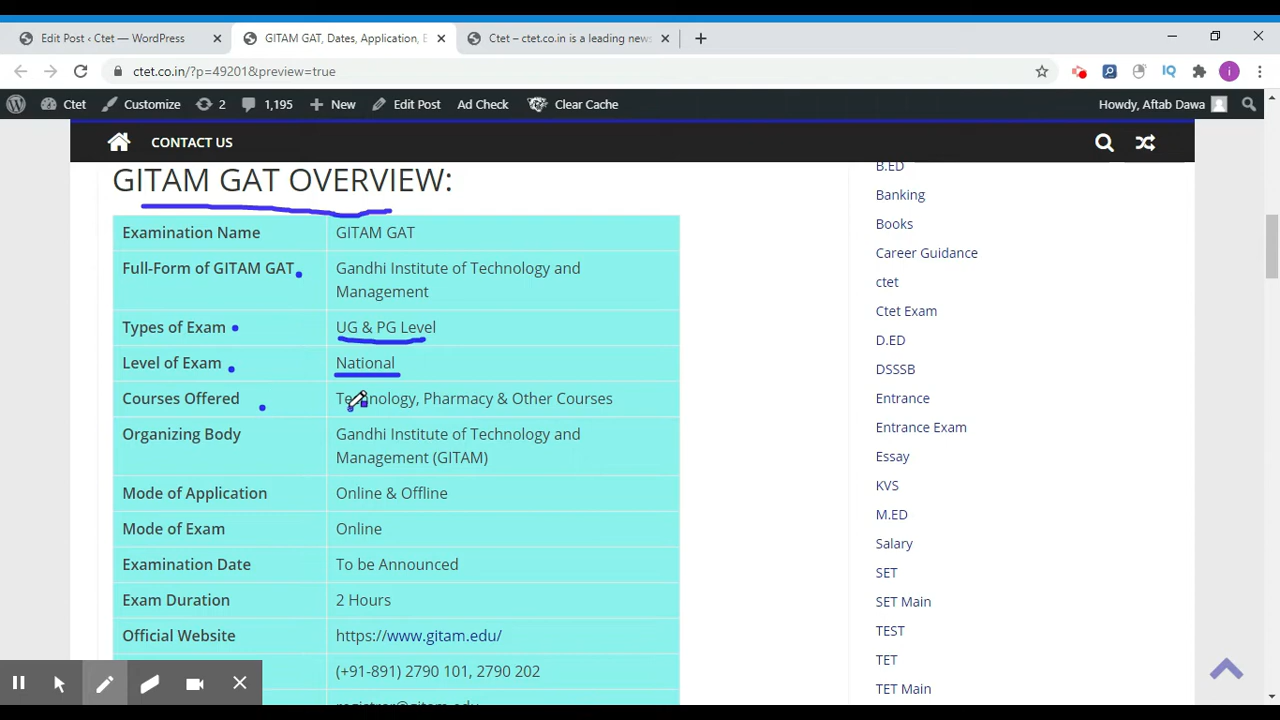 Edit Post ‹ Ctet — WordPress
GITAM GAT, Dates, Application, E
Ctet – ctet.co.in is a leading new
ctet.co.in/?p=49201&preview=true
IQ
i
Ctet
Customize
2
1,195
New
Edit Post
Ad Check
Clear Cache
Howdy, Aftab Dawa
CONTACT US
GITAM GAT OVERVIEW:
Examination Name GITAM GAT
Full-Form of GITAM GAT Gandhi Institute of Technology and
Management
Types of Exam UG & PG Level
Level of Exam National
Courses Offered Technology, Pharmacy & Other Courses
Organizing Body Gandhi Institute of Technology and
Management (GITAM)
Mode of Application Online & Offline
Mode of Exam Online
Examination Date To be Announced
Exam Duration 2 Hours
Official Website https://www.gitam.edu/
(+91-891) 2790 101, 2790 202
registrar@gitam.edu
B.ED
Banking
Books
Career Guidance
ctet
Ctet Exam
D.ED
DSSSB
Entrance
Entrance Exam
Essay
KVS
M.ED
Salary
SET
SET Main
TEST
TET
TET Main